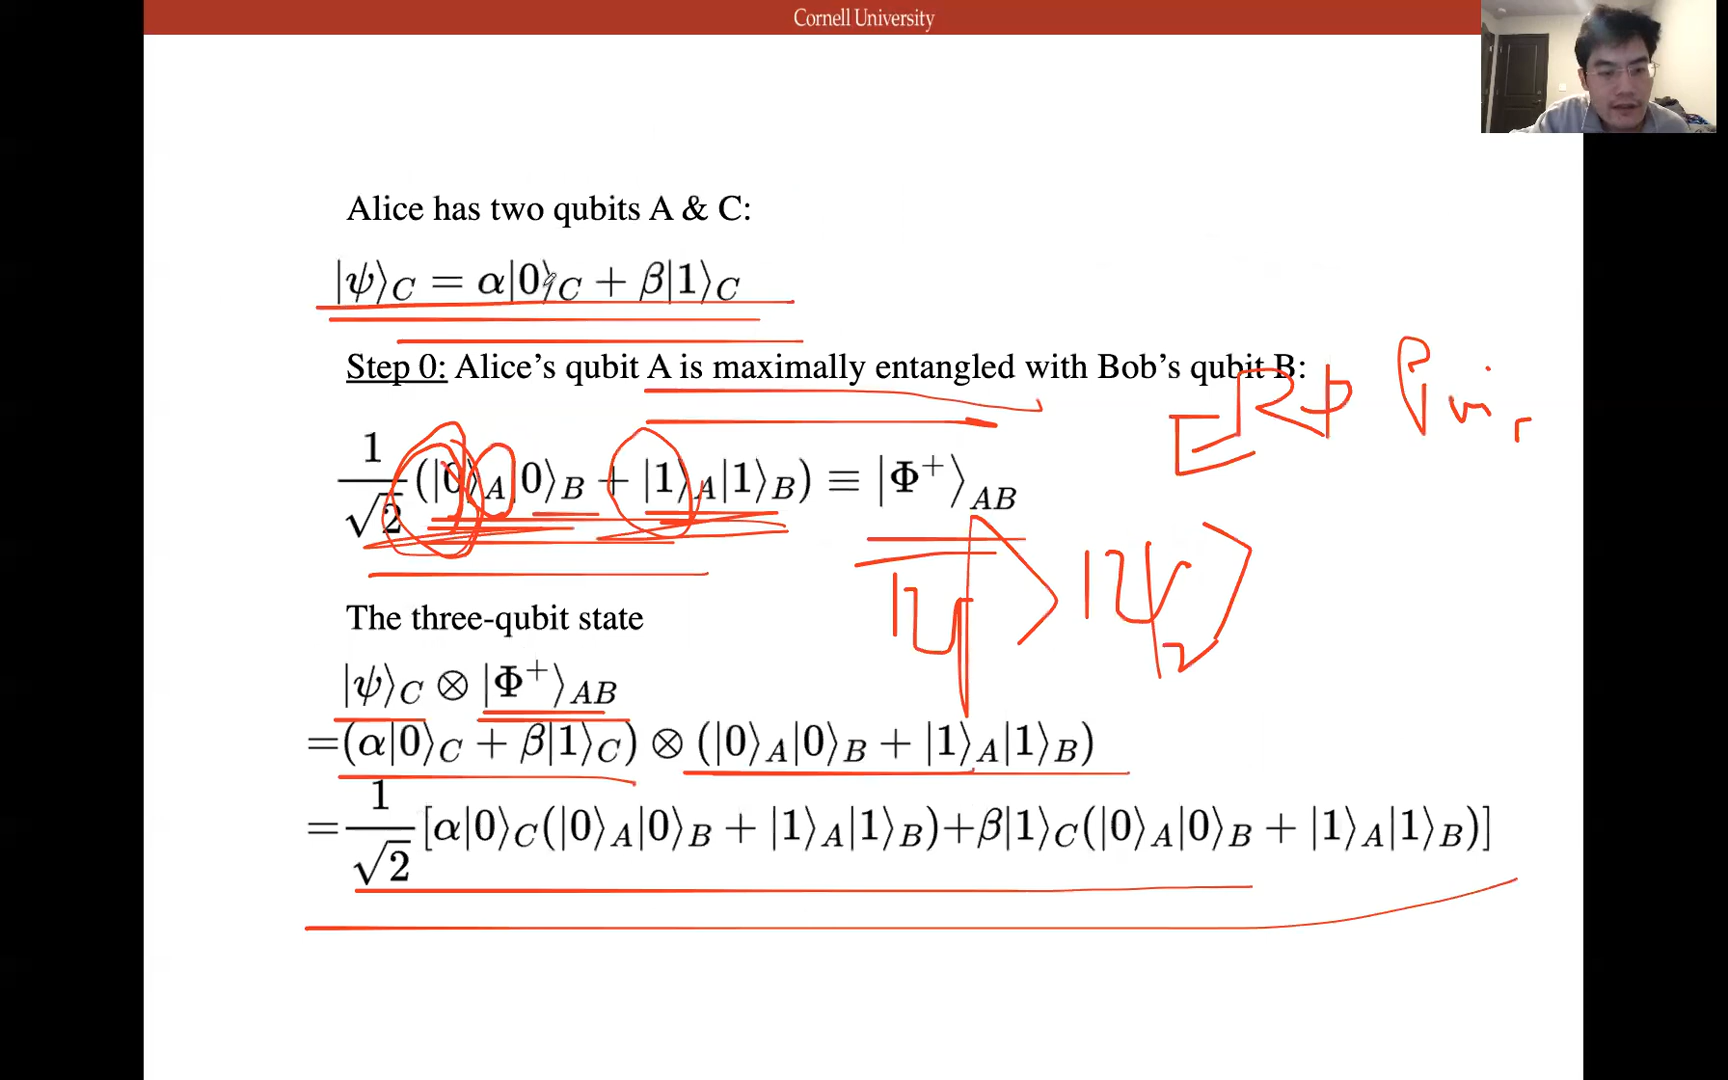 Cornell University
Alice has two qubits A & C:
|ψ⟩_C = α|0⟩_C + β|1⟩_C
Step 0: Alice’s qubit A is maximally entangled with Bob’s qubit B:
ERP Pair
1/√2 (|0⟩_A|0⟩_B + |1⟩_A|1⟩_B) ≡ |Φ⁺⟩_AB
The three-qubit state
|ψ⟩_C ⊗ |Φ⁺⟩_AB
=(α|0⟩_C + β|1⟩_C) ⊗ (|0⟩_A|0⟩_B + |1⟩_A|1⟩_B)
=1/√2 [α|0⟩_C(|0⟩_A|0⟩_B + |1⟩_A|1⟩_B)+β|1⟩_C(|0⟩_A|0⟩_B + |1⟩_A|1⟩_B)]